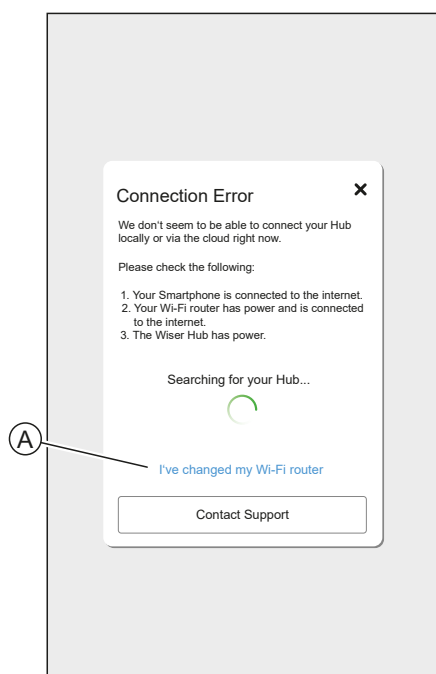 Connection Error
We don't seem to be able to connect your Hub
locally or via the cloud right now.
Please check the following:
1. Your Smartphone is connected to the internet.
2. Your Wi-Fi router has power and is connected
to the internet.
3. The Wiser Hub has power.
Searching for your Hub...
A
I've changed my Wi-Fi router
Contact Support